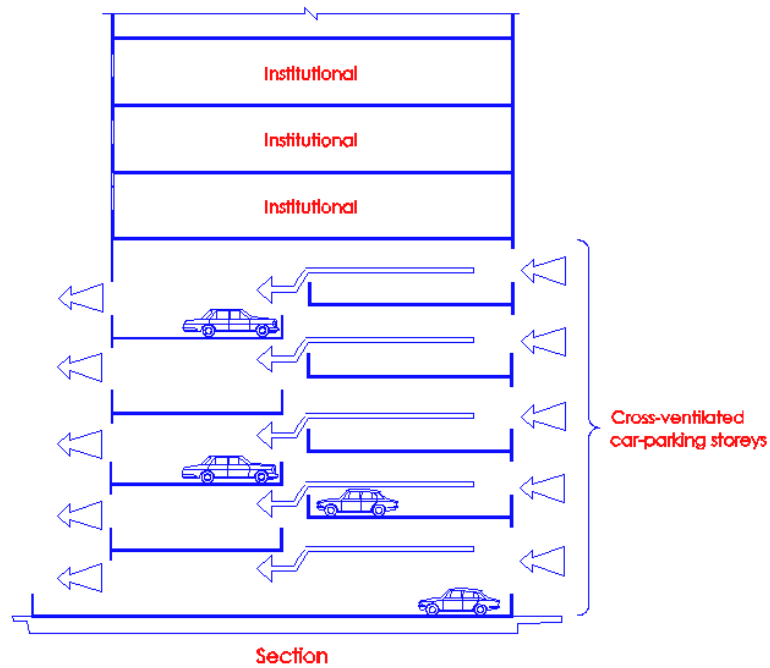 Institutional
Institutional
Institutional
Cross-ventilated
car-parking storeys
Section